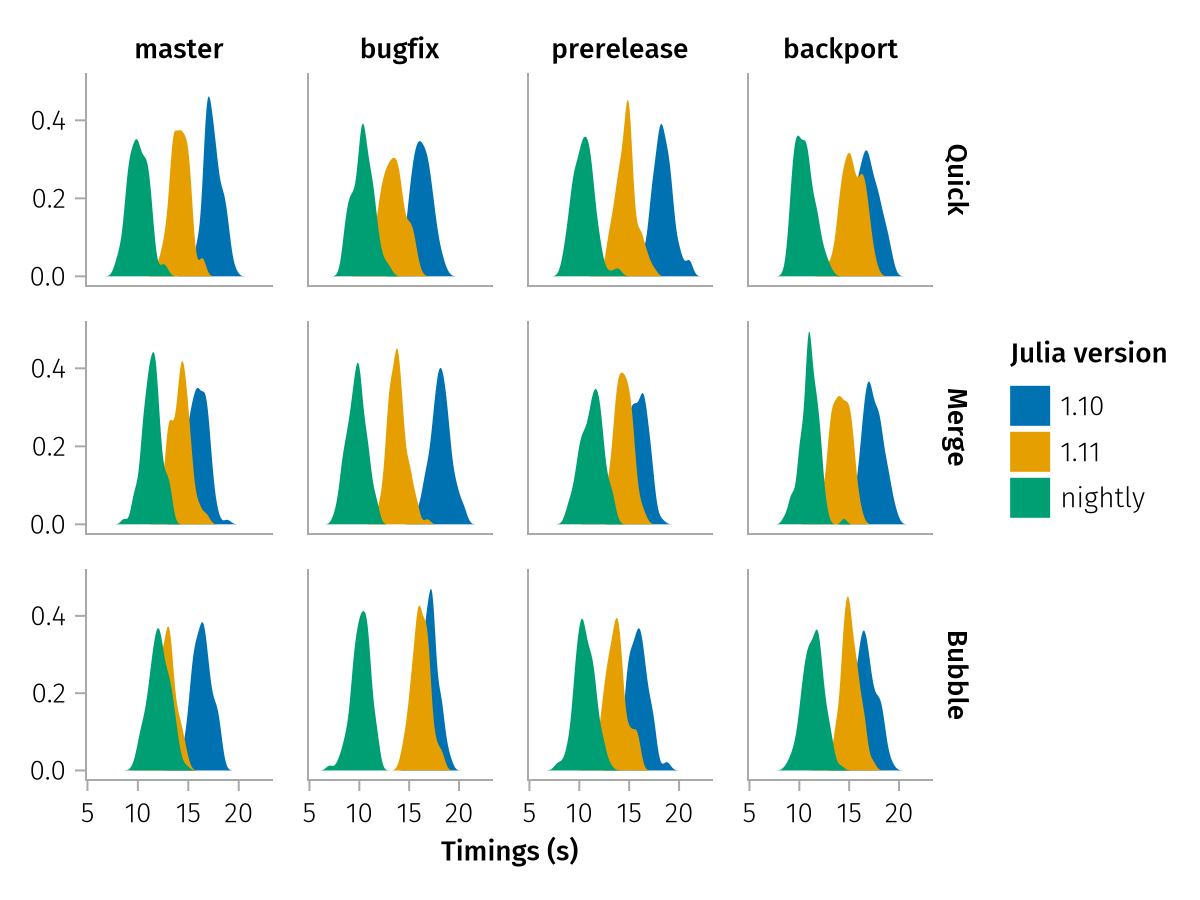 master bugfix prerelease backport
0.4
0.2
0.0
Quick
0.4
0.2
0.0
Merge
Julia version
1.10
1.11
nightly
0.4
0.2
0.0
Bubble
5 10 15 20 5 10 15 20 5 10 15 20 5 10 15 20
Timings (s)